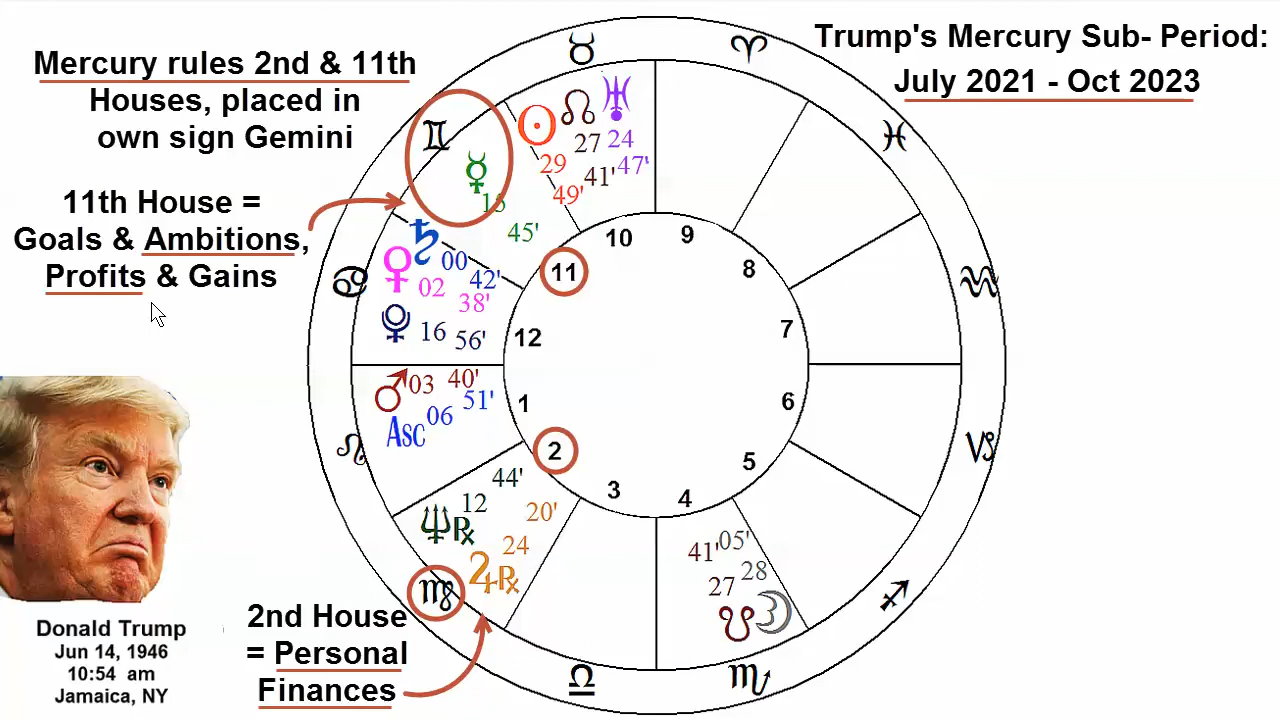 Mercury rules 2nd & 11th
Houses, placed in
own sign Gemini
11th House =
Goals & Ambitions,
Profits & Gains
Trump's Mercury Sub- Period:
July 2021 - Oct 2023
♉ ♈
♊ ♓
☉ ☊ ♅
29 49' 27 41' 24 47'
☿ 15 45'
♄ 00 42'
♋ ♒
♀ 02 38'
♇ 16 56'
♂ 03 40'
Asc 06 51'
♌ ♑
10 9
11 8
12 7
1 6
2 5
3 4
♆ ℞ 12 44'
♃ ℞ 24 20'
☋ 27 41' ☽ 28 05'
♍ ♐
♎ ♏
Donald Trump
Jun 14, 1946
10:54 am
Jamaica, NY
2nd House
= Personal
Finances